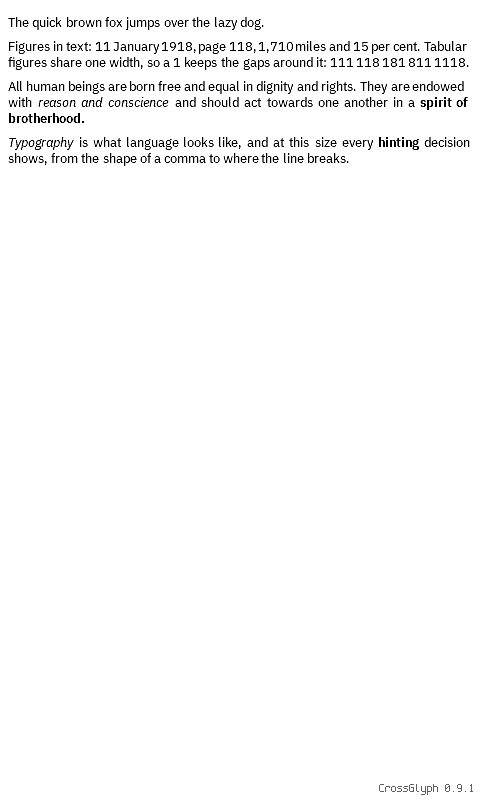 The quick brown fox jumps over the lazy dog.
Figures in text: 11 January 1918, page 118, 1,710 miles and 15 per cent. Tabular
figures share one width, so a 1 keeps the gaps around it: 111 118 181 811 1118.
All human beings are born free and equal in dignity and rights. They are endowed
with reason and conscience and should act towards one another in a spirit of
brotherhood.
Typography is what language looks like, and at this size every hinting decision
shows, from the shape of a comma to where the line breaks.
CrossGlyph 0.9.1